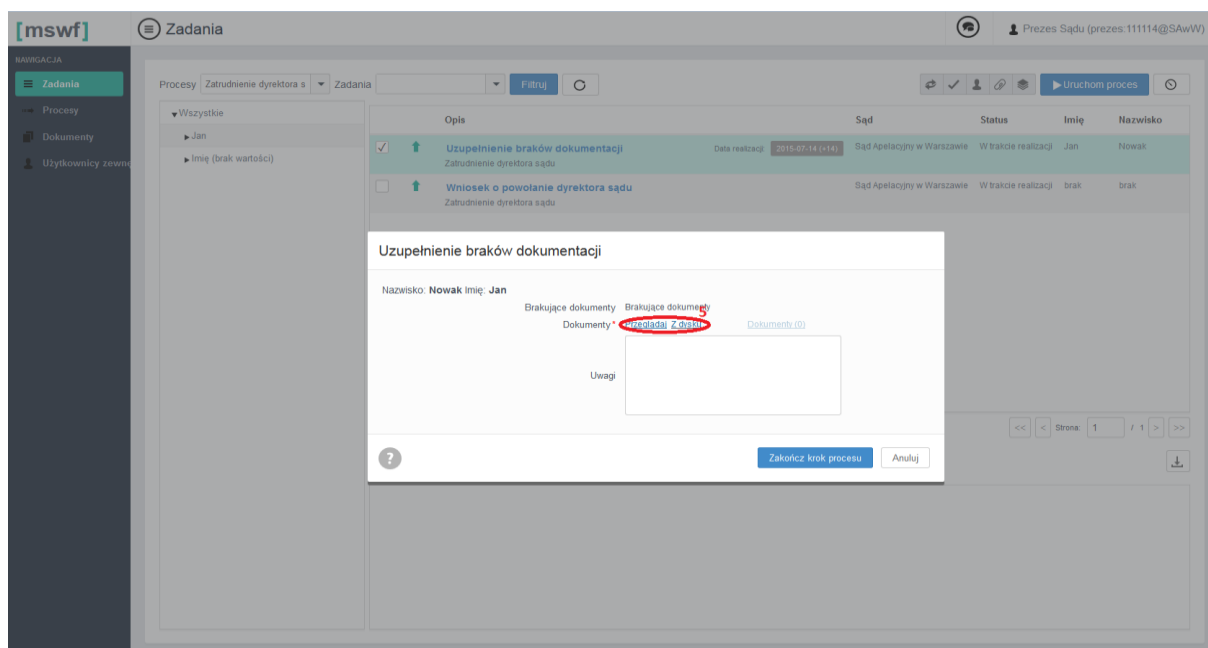 [mswf]
Zadania
Prezes Sądu (prezes:111114@SAwW)
NAWIGACJA
Zadania
Procesy
Dokumenty
Użytkownicy zewnę
Procesy Zatrudnienie dyrektora s Zadania Filtruj Uruchom proces
Wszystkie
Jan
Imię (brak wartości)
Opis Sąd Status Imię Nazwisko
Uzupełnienie braków dokumentacji Data realizacji 2015-07-14 (+14) Sąd Apelacyjny w Warszawie W trakcie realizacji Jan Nowak
Zatrudnienie dyrektora sądu
Wniosek o powołanie dyrektora sądu Sąd Apelacyjny w Warszawie W trakcie realizacji brak brak
Zatrudnienie dyrektora sądu
Uzupełnienie braków dokumentacji
Nazwisko: Nowak Imię: Jan
Brakujące dokumenty Brakujące dokumenty
5
Dokumenty* Przeglądaj Z dysku Dokumenty (0)
Uwagi
<< < Strona: 1 / 1 > >>
? Zakończ krok procesu Anuluj